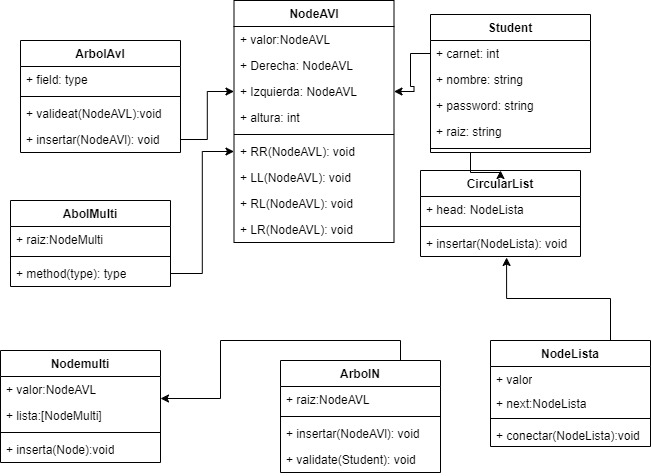 NodeAVl
+ valor:NodeAVL
+ Derecha: NodeAVL
+ Izquierda: NodeAVL
+ altura: int
+ RR(NodeAVL): void
+ LL(NodeAVL): void
+ RL(NodeAVL): void
+ LR(NodeAVL): void
Student
+ carnet: int
+ nombre: string
+ password: string
+ raiz: string
ArbolAvl
+ field: type
+ valideat(NodeAVL):void
+ insertar(NodeAVl): void
CircularList
+ head: NodeLista
+ insertar(NodeLista): void
AbolMulti
+ raiz:NodeMulti
+ method(type): type
NodeLista
+ valor
+ next:NodeLista
+ conectar(NodeLista):void
Nodemulti
+ valor:NodeAVL
+ lista:[NodeMulti]
+ inserta(Node):void
ArbolN
+ raiz:NodeAVL
+ insertar(NodeAVl): void
+ validate(Student): void